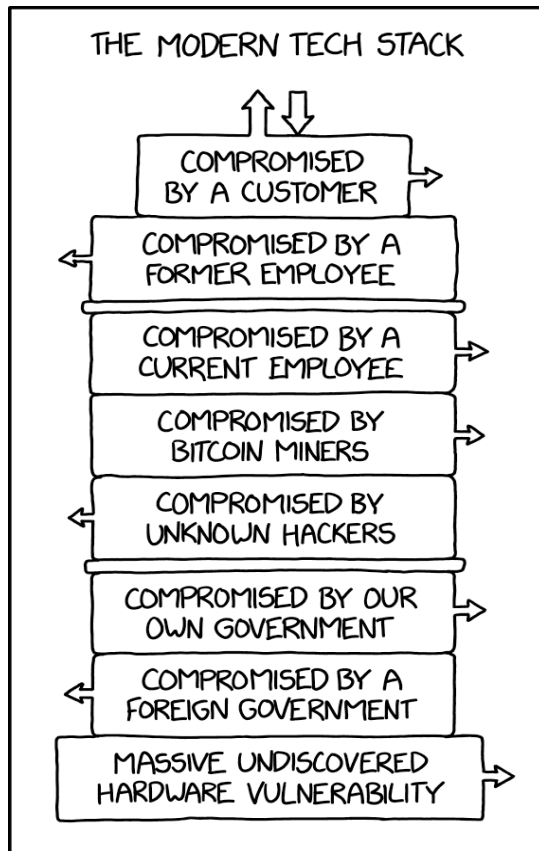 THE MODERN TECH STACK
COMPROMISED
BY A CUSTOMER
COMPROMISED BY A
FORMER EMPLOYEE
COMPROMISED BY A
CURRENT EMPLOYEE
COMPROMISED BY
BITCOIN MINERS
COMPROMISED BY
UNKNOWN HACKERS
COMPROMISED BY OUR
OWN GOVERNMENT
COMPROMISED BY A
FOREIGN GOVERNMENT
MASSIVE UNDISCOVERED
HARDWARE VULNERABILITY